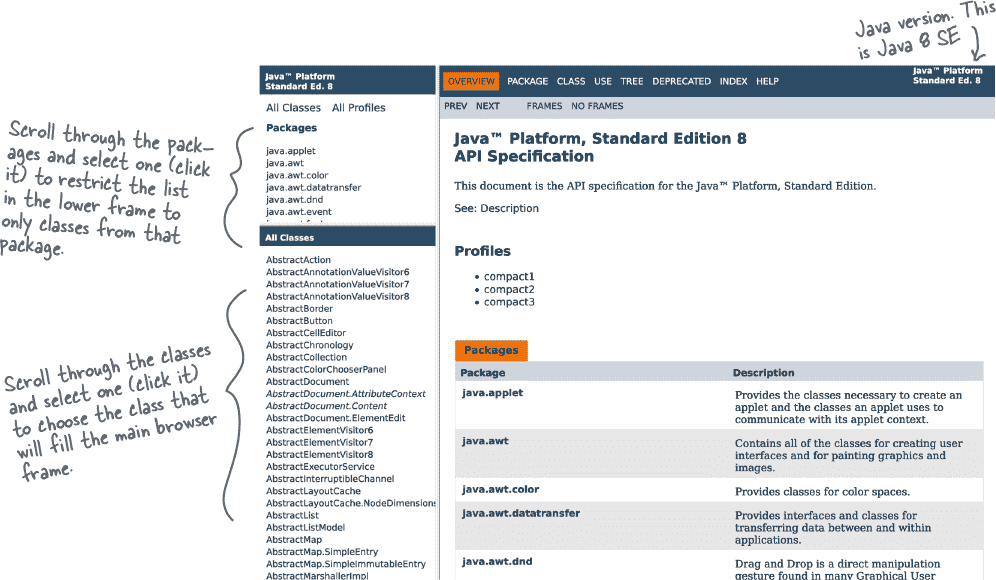 Java version. This
is Java 8 SE
Java™ Platform
Standard Ed. 8
All Classes All Profiles
Packages
java.applet
java.awt
java.awt.color
java.awt.datatransfer
java.awt.dnd
java.awt.event
Scroll through the pack-
ages and select one (click
it) to restrict the list
in the lower frame to
only classes from that
package.
All Classes
AbstractAction
AbstractAnnotationValueVisitor6
AbstractAnnotationValueVisitor7
AbstractAnnotationValueVisitor8
AbstractBorder
AbstractButton
AbstractCellEditor
AbstractChronology
AbstractCollection
AbstractColorChooserPanel
AbstractDocument
AbstractDocument.AttributeContext
AbstractDocument.Content
AbstractDocument.ElementEdit
AbstractElementVisitor6
AbstractElementVisitor7
AbstractElementVisitor8
AbstractExecutorService
AbstractInterruptibleChannel
AbstractLayoutCache
AbstractLayoutCache.NodeDimensions
AbstractList
AbstractListModel
AbstractMap
AbstractMap.SimpleEntry
AbstractMap.SimpleImmutableEntry
AbstractMarshallerImpl
Scroll through the classes
and select one (click it)
to choose the class that
will fill the main browser
frame.
OVERVIEW PACKAGE CLASS USE TREE DEPRECATED INDEX HELP
Java™ Platform
Standard Ed. 8
PREV NEXT FRAMES NO FRAMES
Java™ Platform, Standard Edition 8
API Specification
This document is the API specification for the Java™ Platform, Standard Edition.
See: Description
Profiles
• compact1
• compact2
• compact3
Packages
Package Description
java.applet Provides the classes necessary to create an
applet and the classes an applet uses to
communicate with its applet context.
java.awt Contains all of the classes for creating user
interfaces and for painting graphics and
images.
java.awt.color Provides classes for color spaces.
java.awt.datatransfer Provides interfaces and classes for
transferring data between and within
applications.
java.awt.dnd Drag and Drop is a direct manipulation
gesture found in many Graphical User